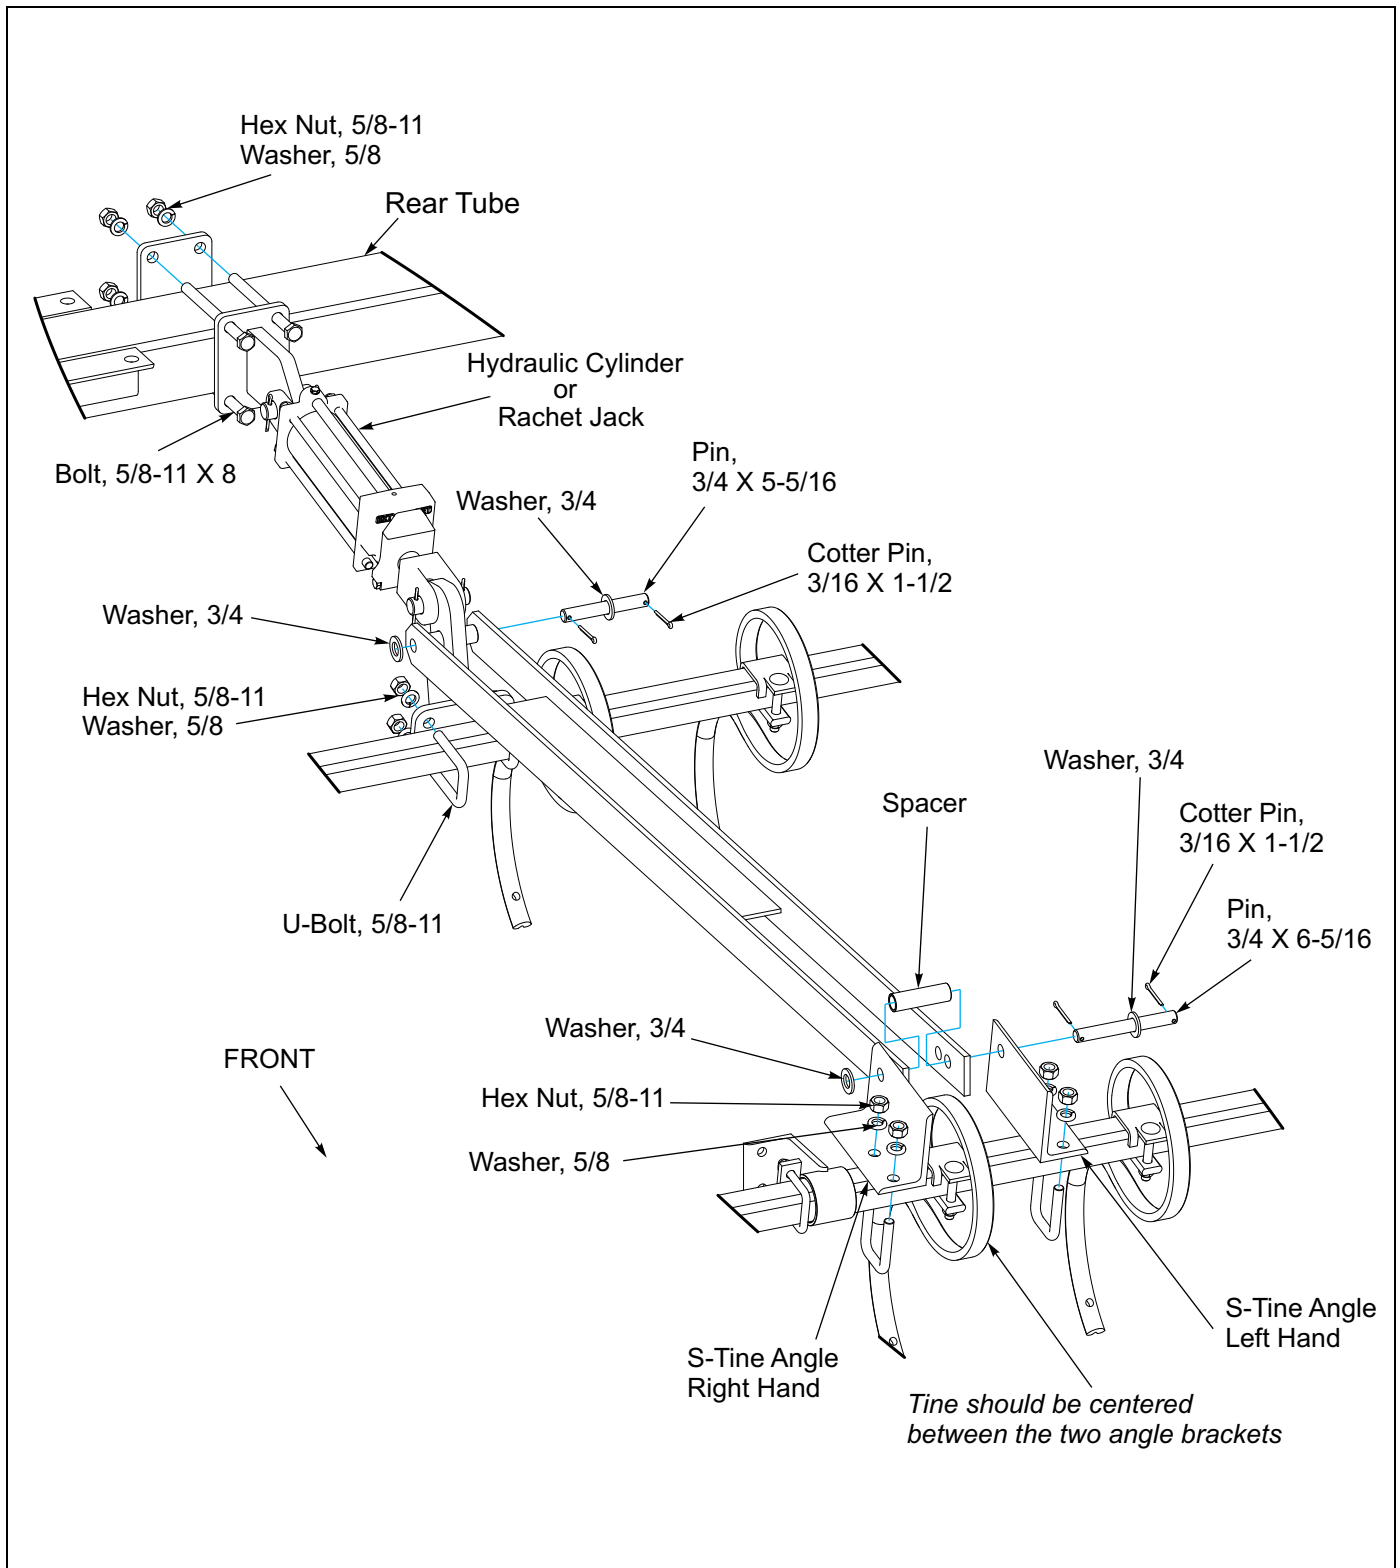 Hex Nut, 5/8-11
Washer, 5/8
Rear Tube
Hydraulic Cylinder
or
Rachet Jack
Bolt, 5/8-11 X 8
Pin,
3/4 X 5-5/16
Washer, 3/4
Cotter Pin,
3/16 X 1-1/2
Washer, 3/4
Hex Nut, 5/8-11
Washer, 5/8
Washer, 3/4
Spacer
Cotter Pin,
3/16 X 1-1/2
U-Bolt, 5/8-11
Pin,
3/4 X 6-5/16
Washer, 3/4
FRONT
Hex Nut, 5/8-11
Washer, 5/8
S-Tine Angle
Left Hand
S-Tine Angle
Right Hand
Tine should be centered
between the two angle brackets